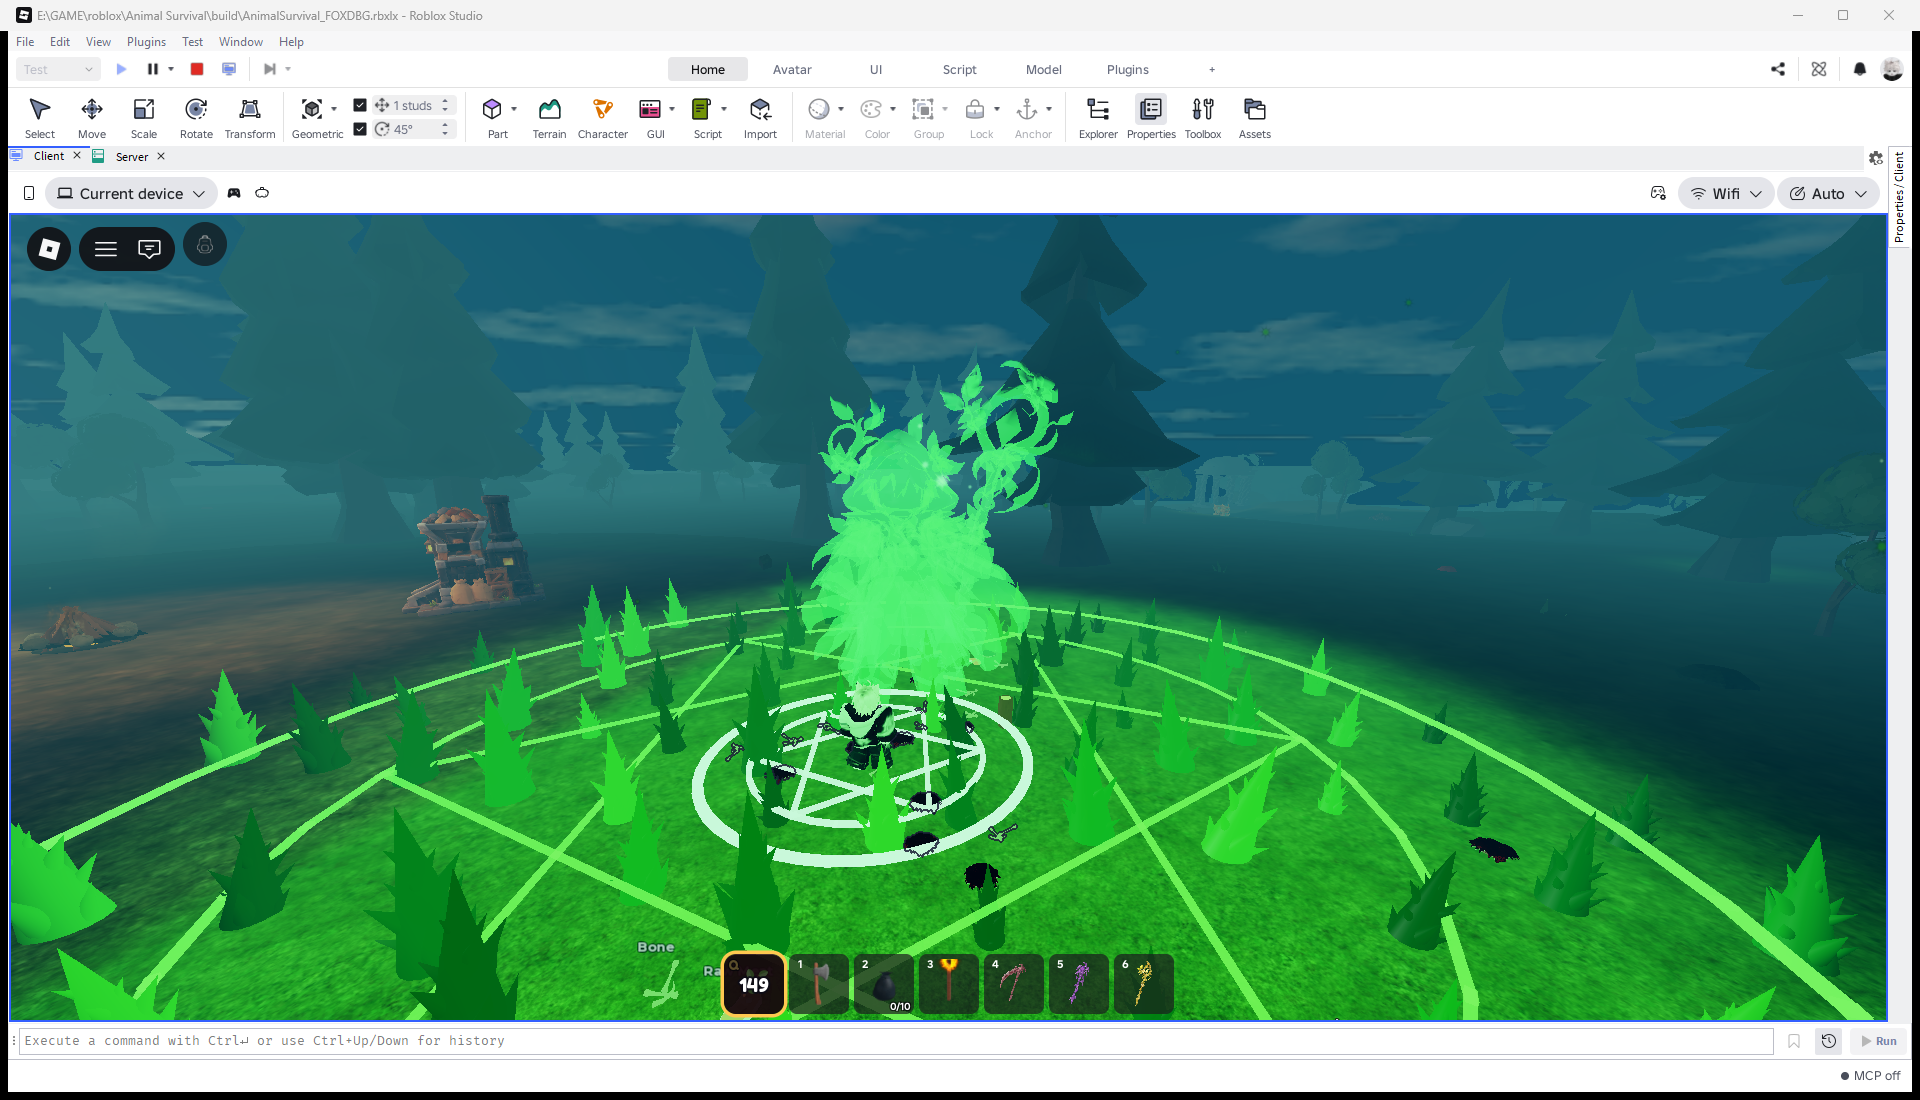 E:\GAME\roblox\Animal Survival\build\AnimalSurvival_FOXDBG.rbxlx - Roblox Studio
File Edit View Plugins Test Window Help
Test
Home Avatar UI Script Model Plugins +
Select Move Scale Rotate Transform Geometric 1 studs 45° Part Terrain Character GUI Script Import Material Color Group Lock Anchor Explorer Properties Toolbox Assets
Client Server
Current device
Wifi Auto
Properties / Client
Bone
Ra
Q 149
1
2 0/10
3
4
5
6
Execute a command with Ctrl↵ or use Ctrl+Up/Down for history
Run
MCP off